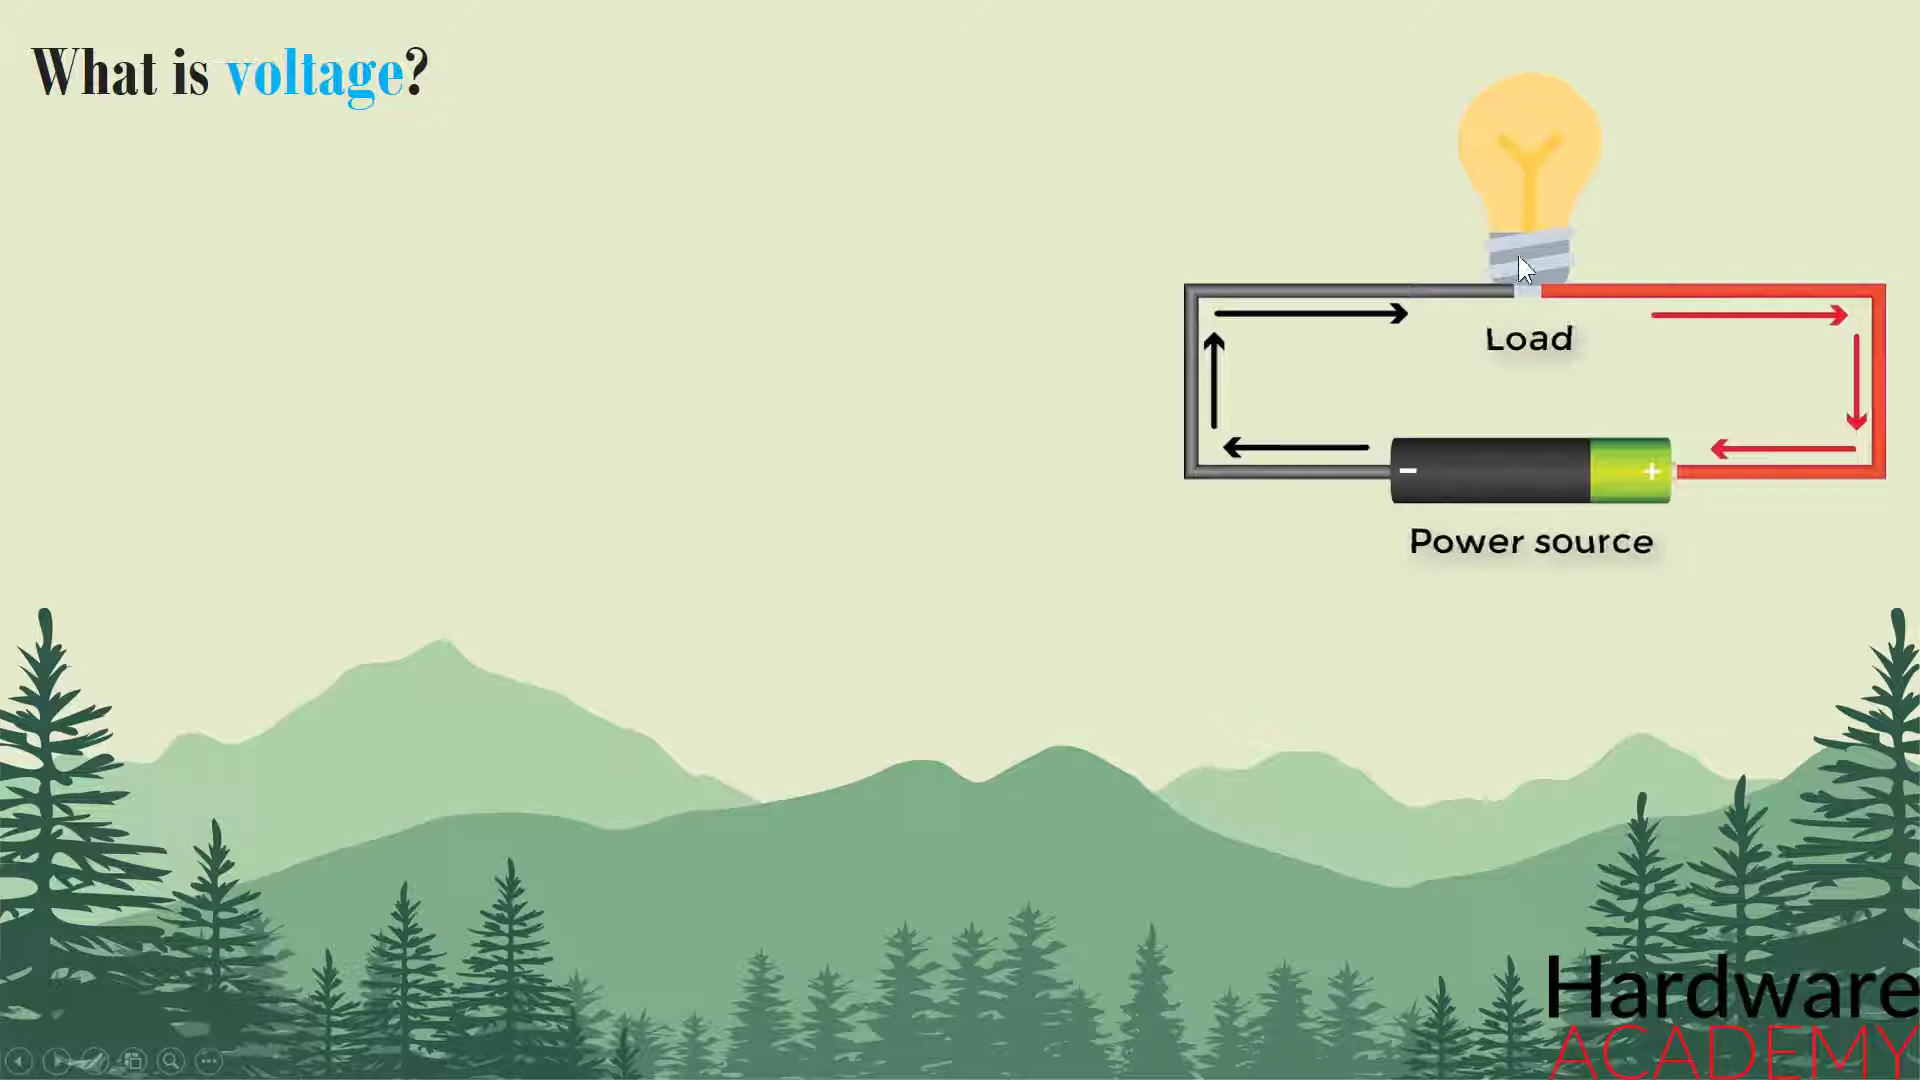 What is voltage?
Load
- +
Power source
Hardware
ACADEMY